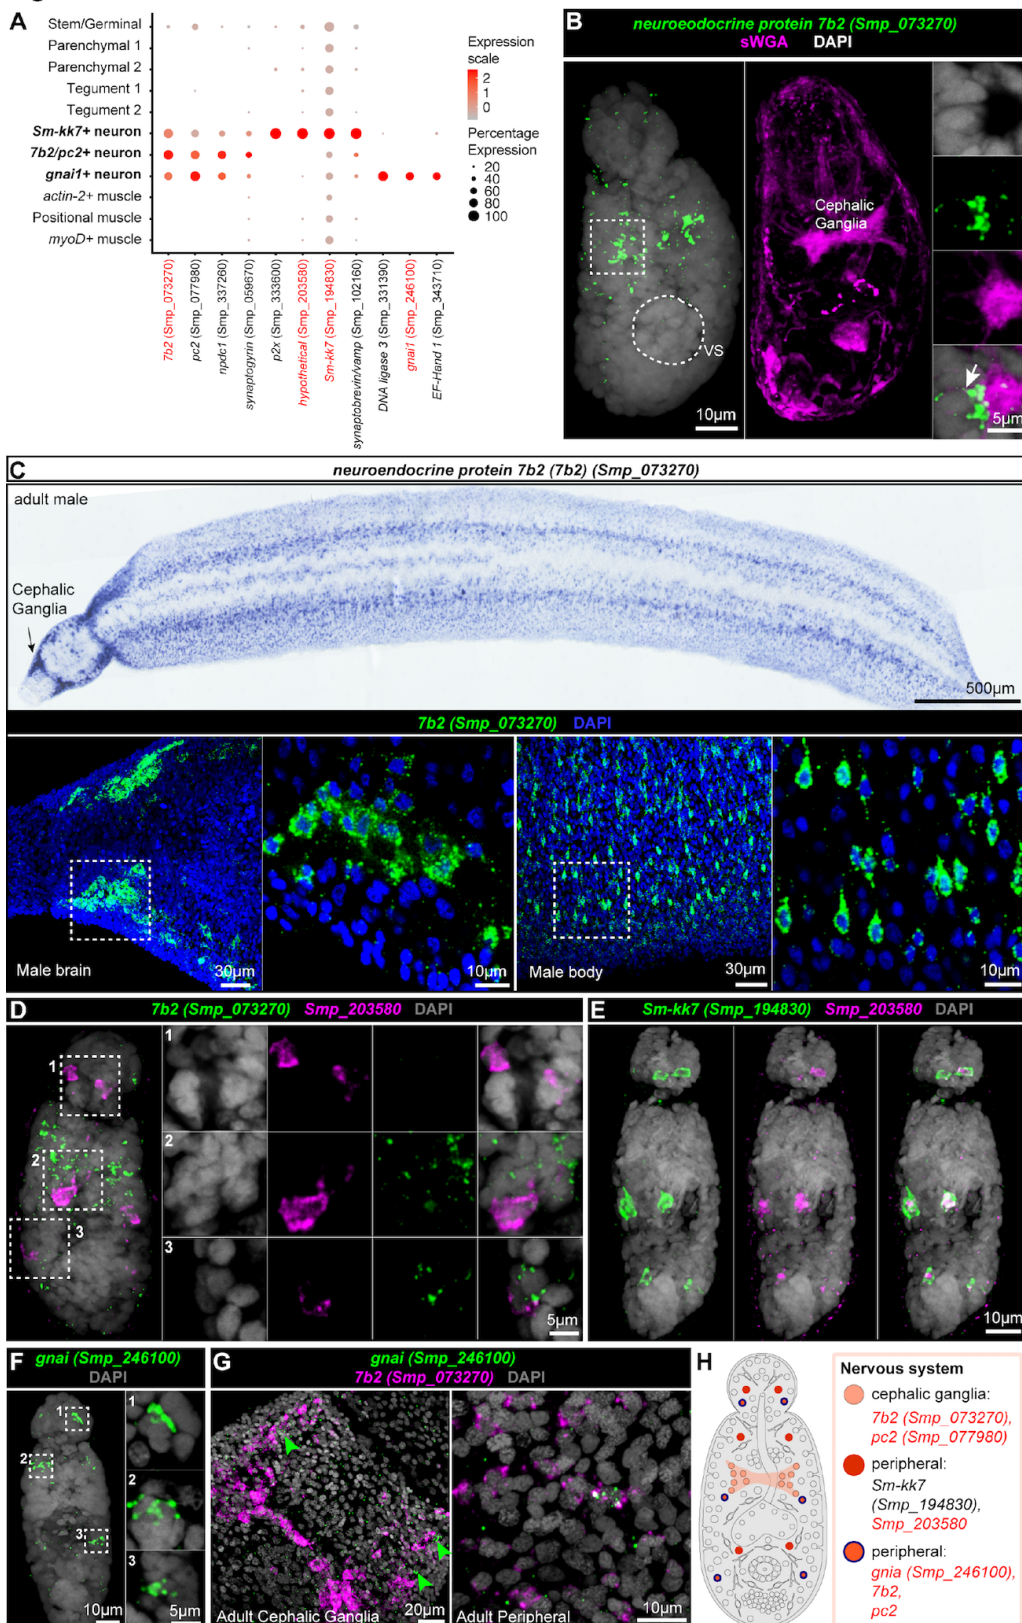 A
Stem/Germinal
Parenchymal 1
Parenchymal 2
Tegument 1
Tegument 2
Sm-kk7+ neuron
7b2/pc2+ neuron
gnai1+ neuron
actin-2+ muscle
Positional muscle
myoD+ muscle
7b2 (Smp_073270)
pc2 (Smp_077980)
npdc1 (Smp_337260)
synaptogyrin (Smp_059670)
p2x (Smp_333600)
hypothetical (Smp_203580)
Sm-kk7 (Smp_194830)
synaptobrevin/vamp (Smp_102160)
DNA ligase 3 (Smp_331390)
gnai1 (Smp_246100)
EF-Hand 1 (Smp_343710)
Expression
scale
2
1
0
Percentage
Expression
20
40
60
80
100
B
neuroeodocrine protein 7b2 (Smp_073270)
sWGA DAPI
VS
10µm
Cephalic
Ganglia
5µm
C
neuroendocrine protein 7b2 (7b2) (Smp_073270)
adult male
Cephalic
Ganglia
500µm
7b2 (Smp_073270) DAPI
Male brain
30µm
10µm
Male body
30µm
10µm
D
7b2 (Smp_073270) Smp_203580 DAPI
1
2
3
1
2
3
5µm
E
Sm-kk7 (Smp_194830) Smp_203580 DAPI
10µm
F
gnai (Smp_246100)
DAPI
1
2
3
10µm
1
2
3
5µm
G
gnai (Smp_246100)
7b2 (Smp_073270) DAPI
Adult Cephalic Ganglia
20µm
Adult Peripheral
10µm
H
Nervous system
cephalic ganglia:
7b2 (Smp_073270),
pc2 (Smp_077980)
peripheral:
Sm-kk7
(Smp_194830),
Smp_203580
peripheral:
gnia (Smp_246100),
7b2,
pc2